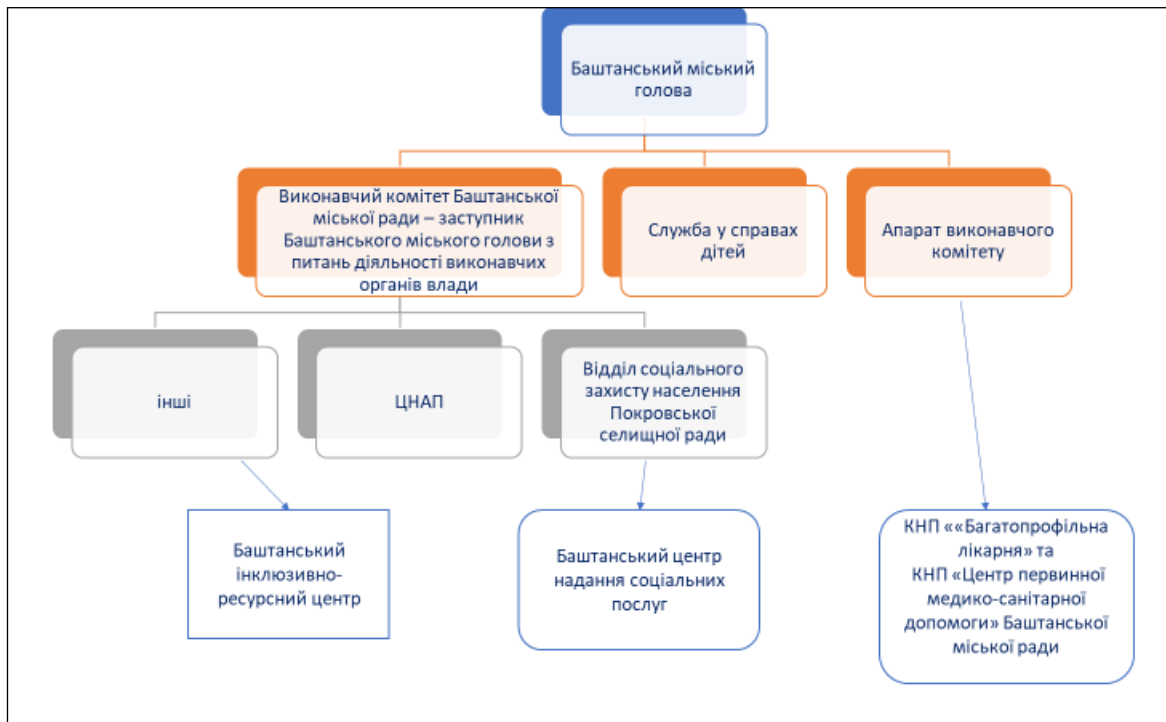 Баштанський міський
голова
Виконавчий комітет Баштанської
міської ради – заступник
Баштанського міського голови з
питань діяльності виконавчих
органів влади
Служба у справах
дітей
Апарат виконавчого
комітету
інші
ЦНАП
Відділ соціального
захисту населення
Покровської
селищної ради
Баштанський
інклюзивно-
ресурсний центр
Баштанський центр
надання соціальних
послуг
КНП ««Багатопрофільна
лікарня» та
КНП «Центр первинної
медико-санітарної
допомоги» Баштанської
міської ради